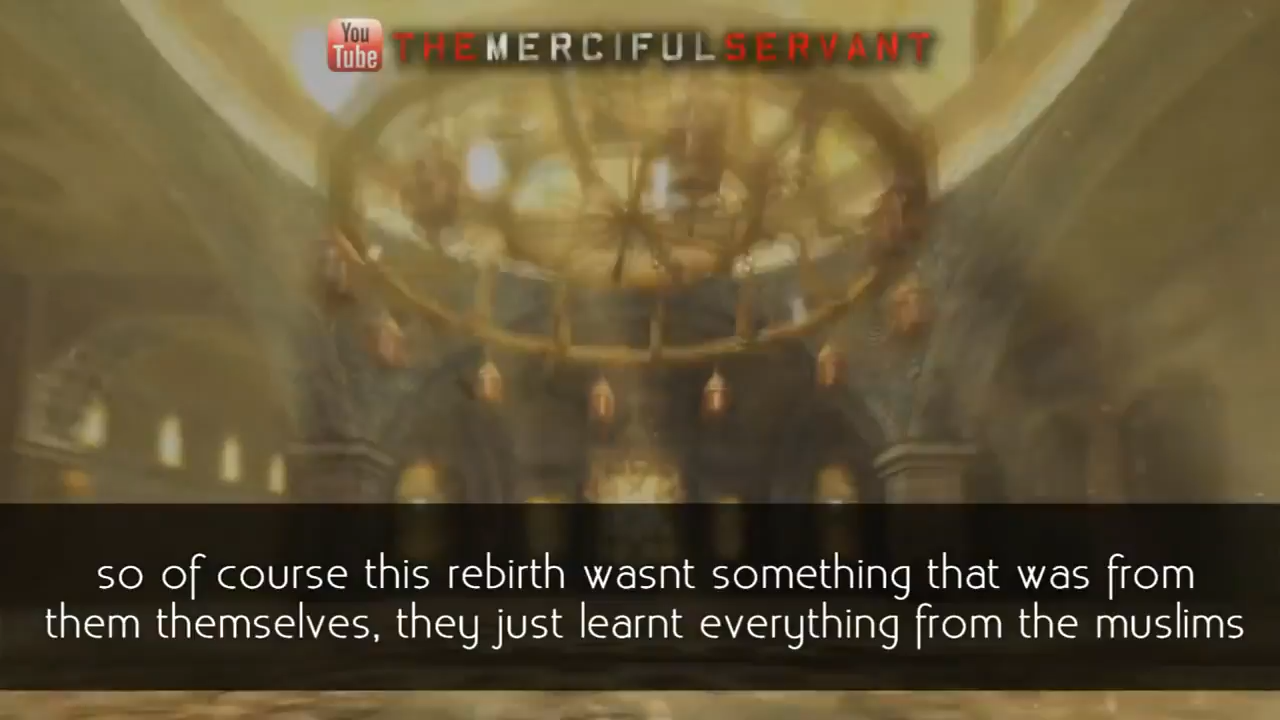 You
Tube
THEMERCIFULSERVANT
so of course this rebirth wasnt something that was from
them themselves, they just learnt everything from the muslims